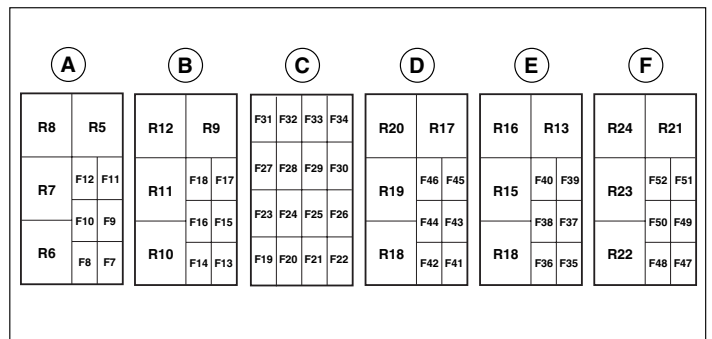 A B C D E F
R8 R5 R12 R9 F31 F32 F33 F34 R20 R17 R16 R13 R24 R21
R7 F12 F11 R11 F18 F17 F27 F28 F29 F30 R19 F46 F45 R15 F40 F39 R23 F52 F51
F10 F9 F16 F15 F23 F24 F25 F26 F44 F43 F38 F37 F50 F49
R6 F8 F7 R10 F14 F13 F19 F20 F21 F22 R18 F42 F41 R18 F36 F35 R22 F48 F47